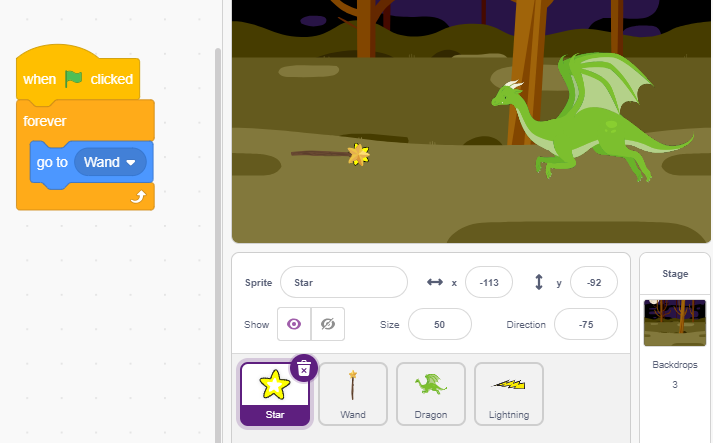 when clicked
forever
go to Wand
Sprite Star x -113 y -92
Show Size 50 Direction -75
Star Wand Dragon Lightning
Stage
Backdrops
3